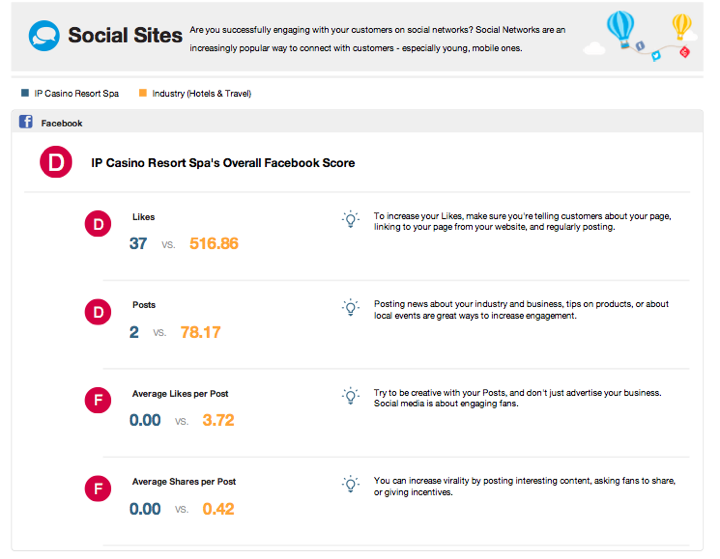 Social Sites
Are you successfully engaging with your customers on social networks? Social Networks are an
increasingly popular way to connect with customers - especially young, mobile ones.
IP Casino Resort Spa
Industry (Hotels & Travel)
f
Facebook
D
IP Casino Resort Spa's Overall Facebook Score
D
Likes
37 vs. 516.86
To increase your Likes, make sure you're telling customers about your page,
linking to your page from your website, and regularly posting.
D
Posts
2 vs. 78.17
Posting news about your industry and business, tips on products, or about
local events are great ways to increase engagement.
F
Average Likes per Post
0.00 vs. 3.72
Try to be creative with your Posts, and don't just advertise your business.
Social media is about engaging fans.
F
Average Shares per Post
0.00 vs. 0.42
You can increase virality by posting interesting content, asking fans to share,
or giving incentives.